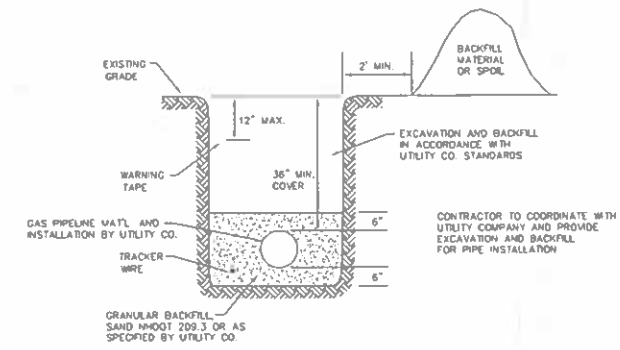 EXISTING
GRADE
2' MIN.
BACKFILL
MATERIAL
OR SPOIL
12" MAX.
WARNING
TAPE
36" MIN.
COVER
EXCAVATION AND BACKFILL
IN ACCORDANCE WITH
UTILITY CO. STANDARDS
GAS PIPELINE MAT'L AND
INSTALLATION BY UTILITY CO.
6"
CONTRACTOR TO COORDINATE WITH
UTILITY COMPANY AND PROVIDE
EXCAVATION AND BACKFILL
FOR PIPE INSTALLATION
TRACKER
WIRE
6"
GRANULAR BACKFILL,
SAND NHDOT 209.3 OR AS
SPECIFIED BY UTILITY CO.